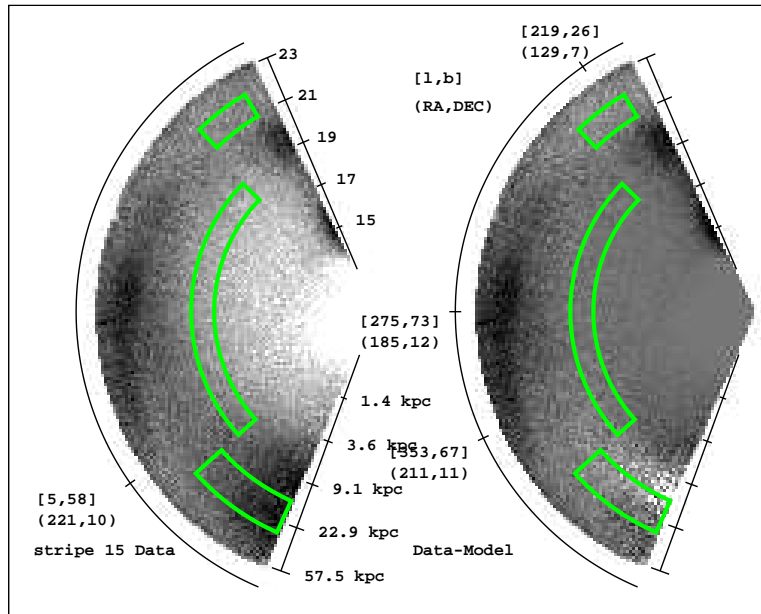 [219,26]
(129,7)
23
[l,b]
21
(RA,DEC)
19
17
15
[275,73]
(185,12)
1.4 kpc
3.6 kpc
[353,67]
(211,11)
9.1 kpc
[5,58]
(221,10)
22.9 kpc
stripe 15 Data
Data-Model
57.5 kpc